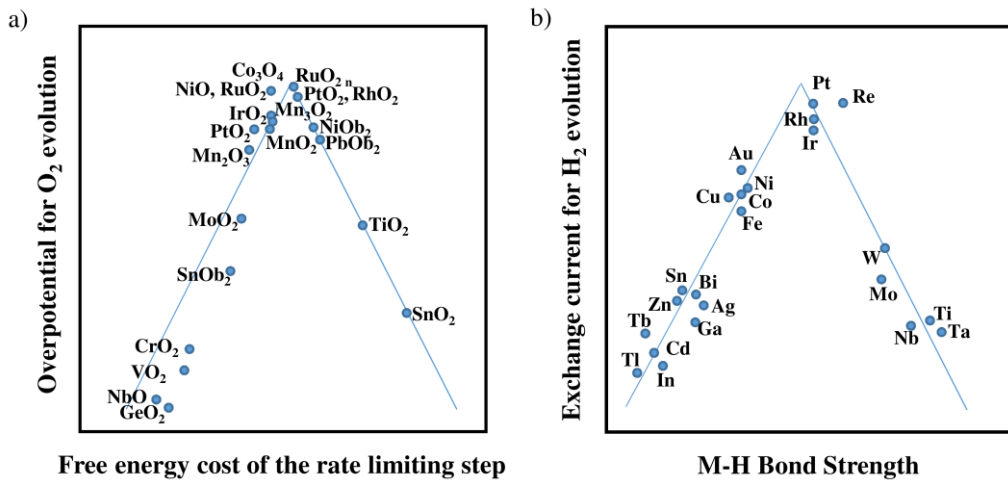 a)
Overpotential for O₂ evolution
Co₃O₄
RuO₂ n
NiO, RuO₂
PtO₂, RhO₂
IrO₂
Mn₃O₂
PtO₂
NiOb₂
MnO₂
PbOb₂
Mn₂O₃
MoO₂
TiO₂
SnOb₂
SnO₂
CrO₂
VO₂
NbO
GeO₂
Free energy cost of the rate limiting step
b)
Exchange current for H₂ evolution
Pt
Re
Rh
Ir
Au
Ni
Cu
Co
Fe
W
Mo
Sn
Bi
Zn
Ag
Ga
Tb
Ti
Nb
Ta
Cd
Tl
In
M-H Bond Strength